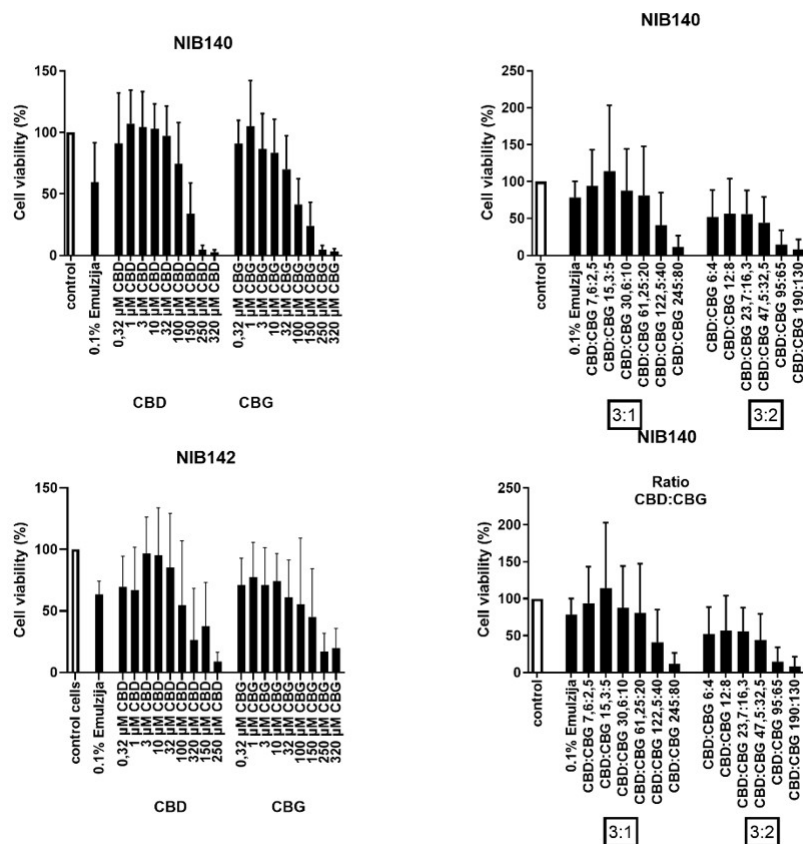 NIB140
Cell viability (%)
150
100
50
0
control
0.1% Emulzija
0,32 µM CBD
1 µM CBD
3 µM CBD
10 µM CBD
32 µM CBD
100 µM CBD
150 µM CBD
250 µM CBD
320 µM CBD
0,32 µM CBG
1 µM CBG
3 µM CBG
10 µM CBG
32 µM CBG
100 µM CBG
150 µM CBG
250 µM CBG
320 µM CBG
CBD
CBG
NIB140
Cell viability (%)
250
200
150
100
50
0
control
0.1% Emulzija
CBD:CBG 7,6:2,5
CBD:CBG 15,3:5
CBD:CBG 30,6:10
CBD:CBG 61,25:20
CBD:CBG 122,5:40
CBD:CBG 245:80
CBD:CBG 6:4
CBD:CBG 12:8
CBD:CBG 23,7:16,3
CBD:CBG 47,5:32,5
CBD:CBG 95:65
CBD:CBG 190:130
3:1
3:2
NIB142
Cell viability (%)
150
100
50
0
control cells
0.1% Emulzija
0,32 µM CBD
1 µM CBD
3 µM CBD
10 µM CBD
32 µM CBD
100 µM CBD
320 µM CBD
150 µM CBD
250 µM CBD
0,32 µM CBG
1 µM CBG
3 µM CBG
10 µM CBG
32 µM CBG
100 µM CBG
150 µM CBG
250 µM CBG
320 µM CBG
CBD
CBG
NIB140
Ratio
CBD:CBG
Cell viability (%)
250
200
150
100
50
0
control
0.1% Emulzija
CBD:CBG 7,6:2,5
CBD:CBG 15,3:5
CBD:CBG 30,6:10
CBD:CBG 61,25:20
CBD:CBG 122,5:40
CBD:CBG 245:80
CBD:CBG 6:4
CBD:CBG 12:8
CBD:CBG 23,7:16,3
CBD:CBG 47,5:32,5
CBD:CBG 95:65
CBD:CBG 190:130
3:1
3:2